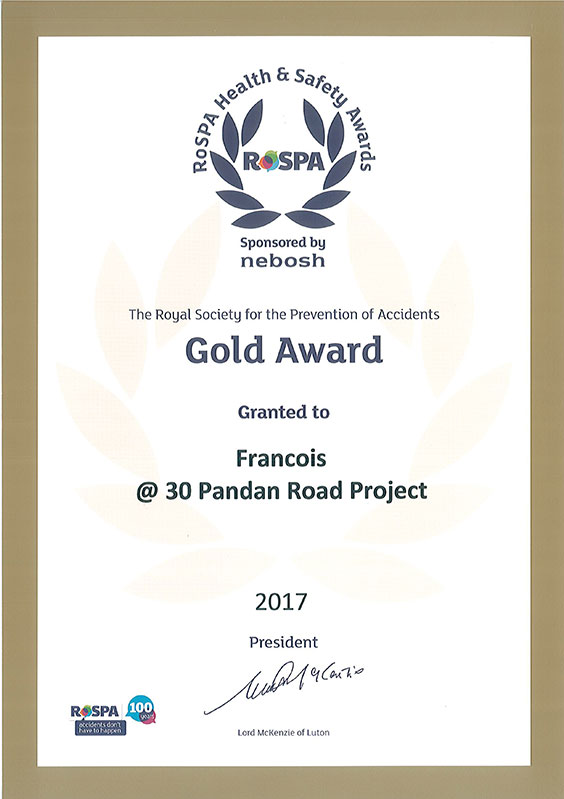 RoSPA Health & Safety Awards
RoSPA
Sponsored by
nebosh
The Royal Society for the Prevention of Accidents
Gold Award
Granted to
Francois
@ 30 Pandan Road Project
2017
President
Lord McKenzie of Luton
RoSPA
accidents don't
have to happen
100
years